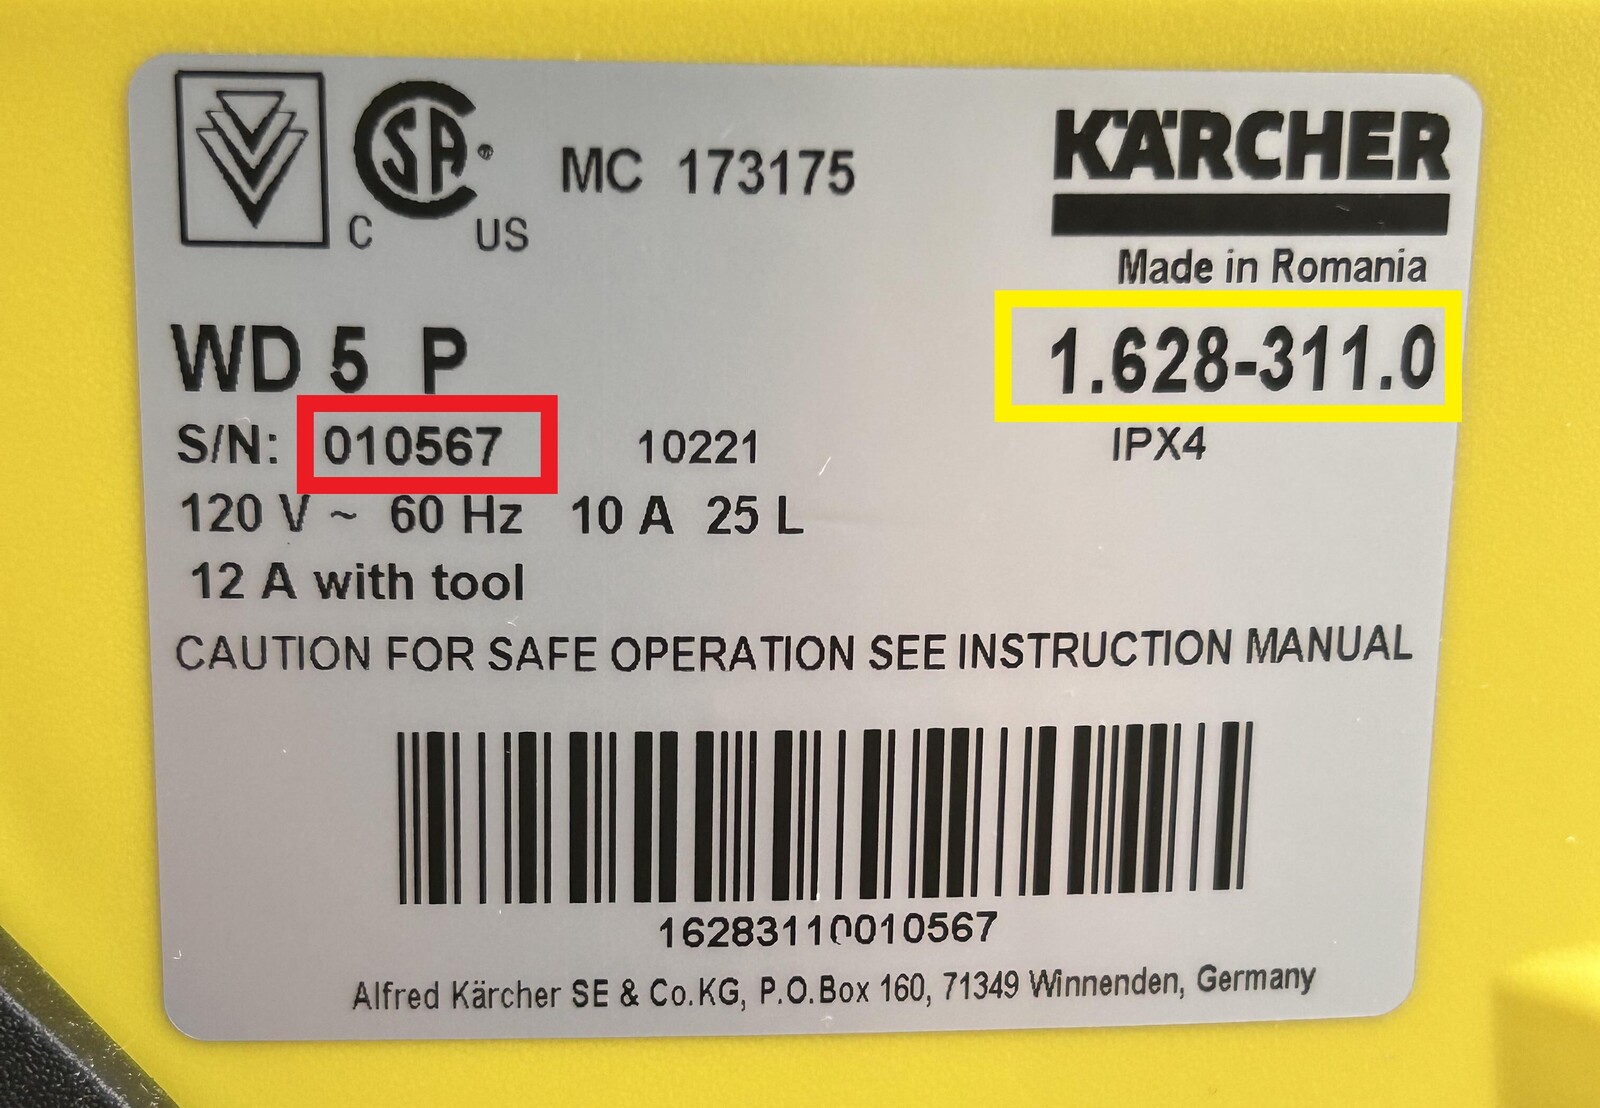 CSA®
C US
MC 173175
KÄRCHER
Made in Romania
WD 5 P
1.628-311.0
S/N: 010567 10221 IPX4
120 V ~ 60 Hz 10 A 25 L
12 A with tool
CAUTION FOR SAFE OPERATION SEE INSTRUCTION MANUAL
16283110010567
Alfred Kärcher SE & Co.KG, P.O.Box 160, 71349 Winnenden, Germany